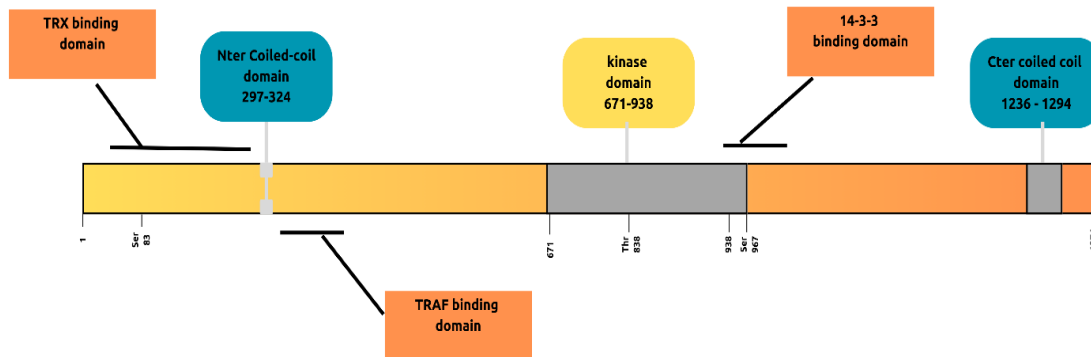 TRX binding
domain
Nter Coiled-coil
domain
297-324
kinase
domain
671-938
14-3-3
binding domain
Cter coiled coil
domain
1236 - 1294
1
Ser
83
671
Thr
838
938
Ser
967
TRAF binding
domain